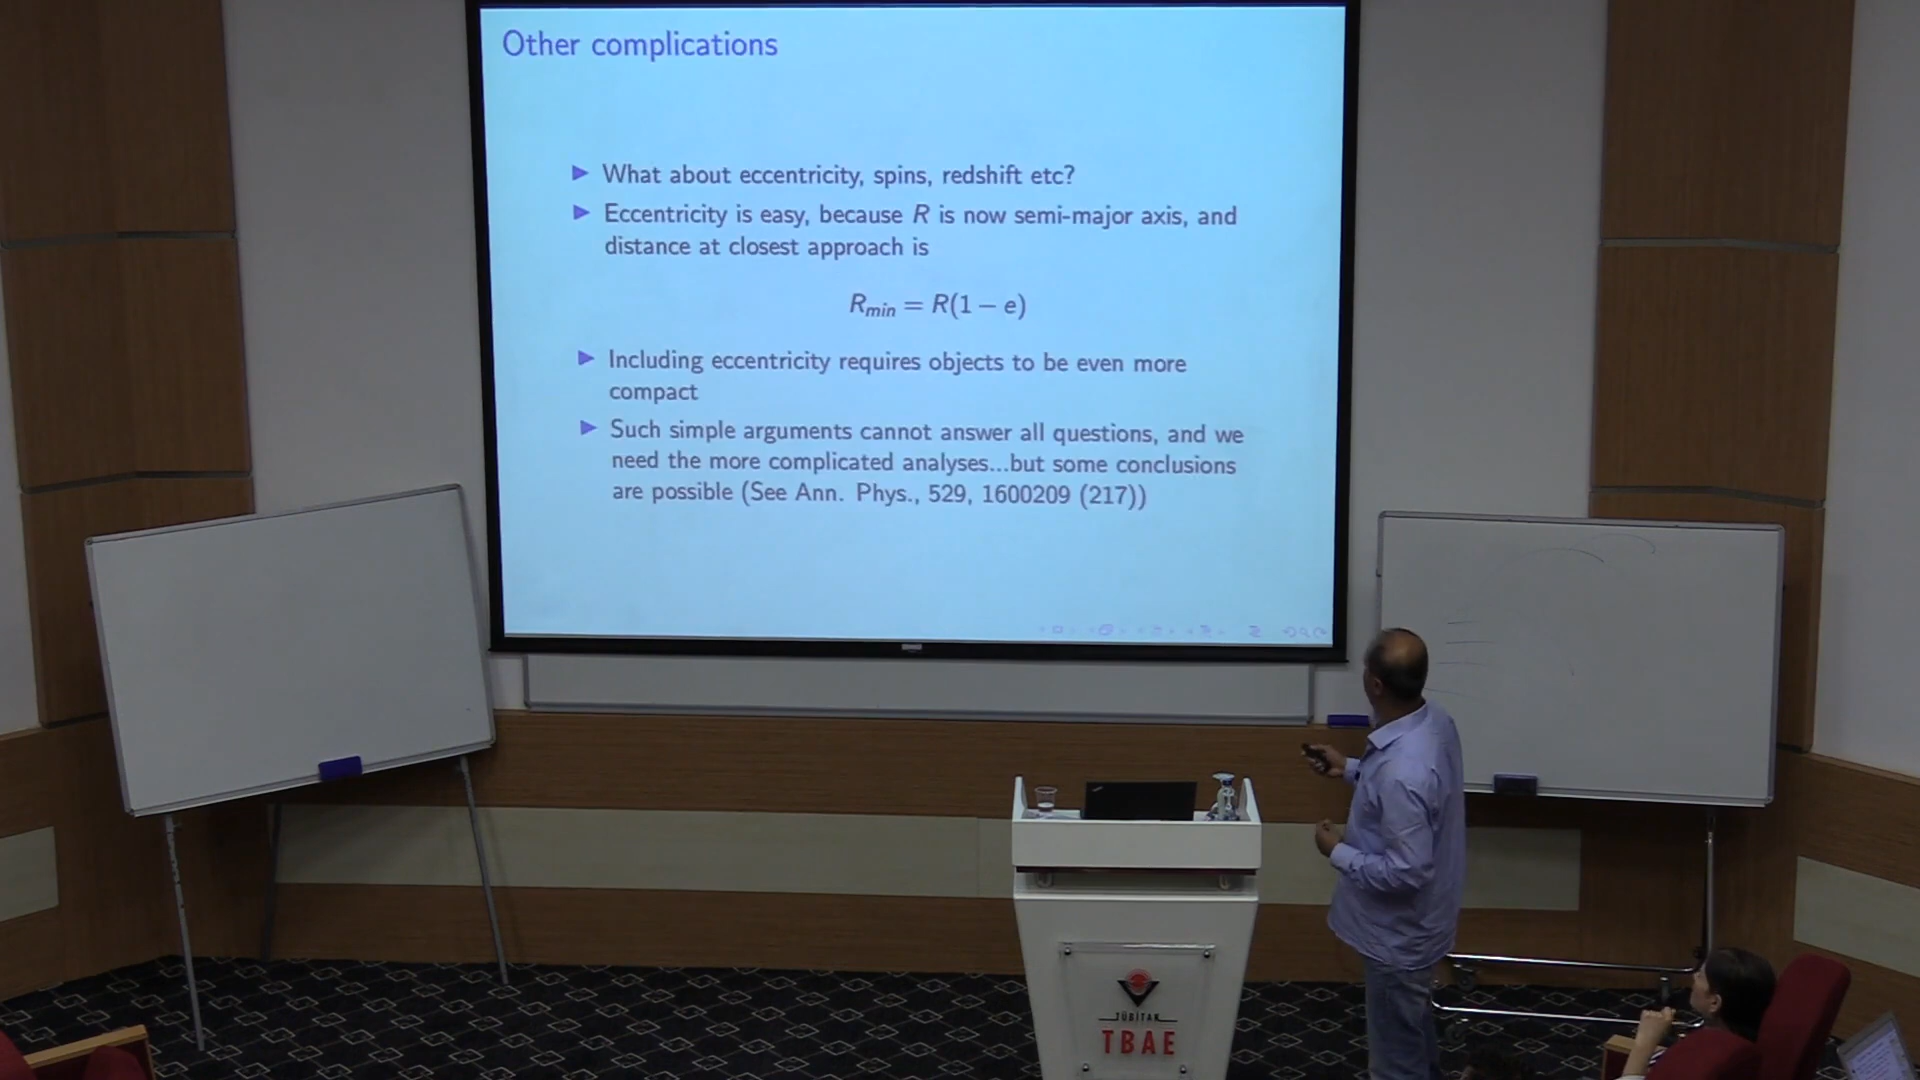 Other complications
What about eccentricity, spins, redshift etc?
Eccentricity is easy, because R is now semi-major axis, and
distance at closest approach is
R_min = R(1 − e)
Including eccentricity requires objects to be even more
compact
Such simple arguments cannot answer all questions, and we
need the more complicated analyses...but some conclusions
are possible (See Ann. Phys., 529, 1600209 (217))
TÜBİTAK
TBAE